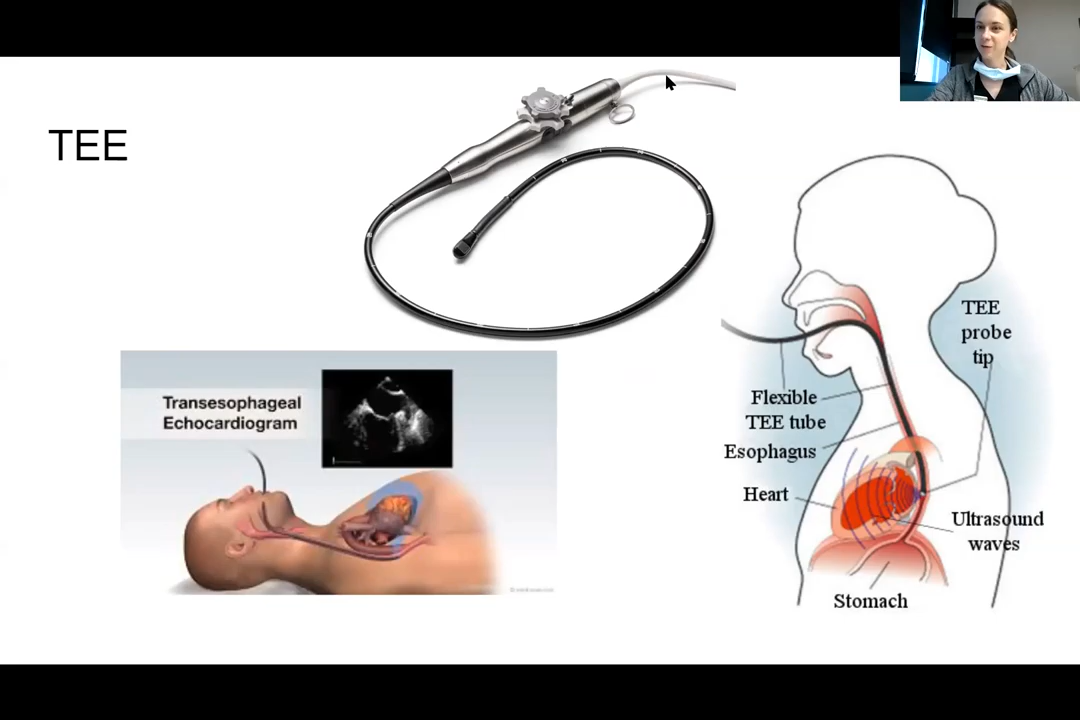 TEE
Transesophageal
Echocardiogram
TEE
probe
tip
Flexible
TEE tube
Esophagus
Heart
Ultrasound
waves
Stomach